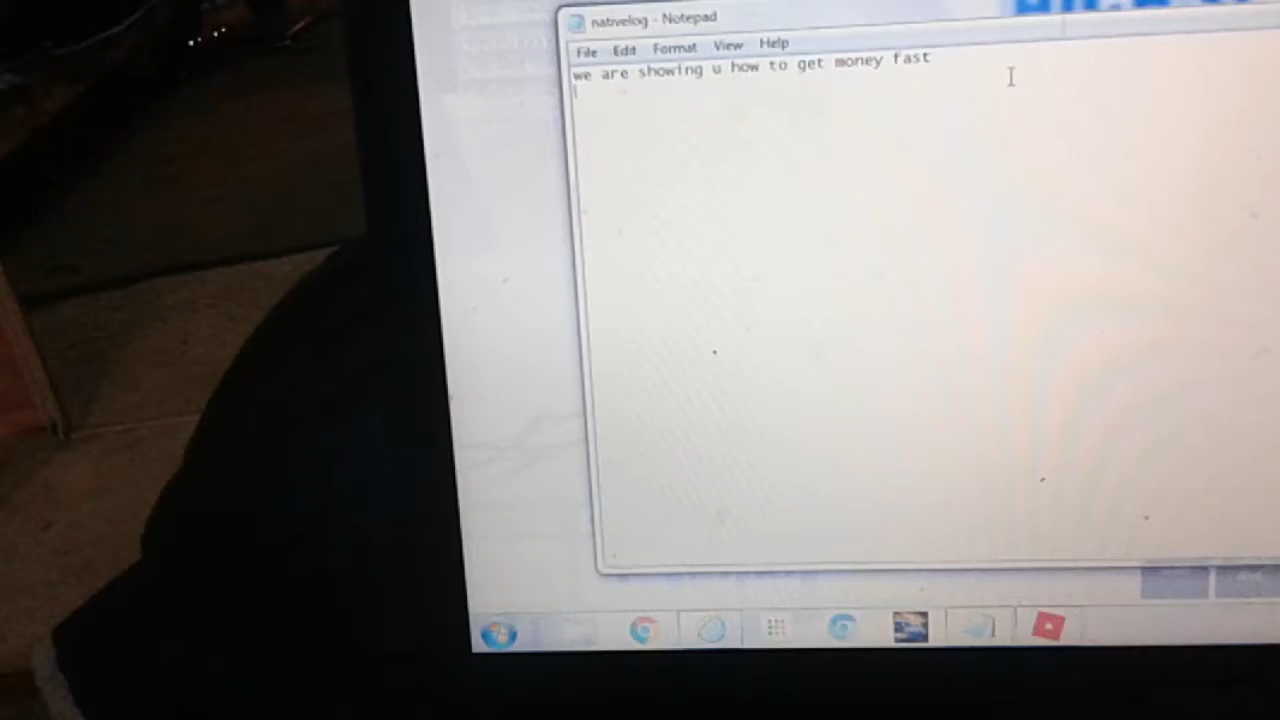 nativelog - Notepad
File Edit Format View Help
we are showing u how to get money fast